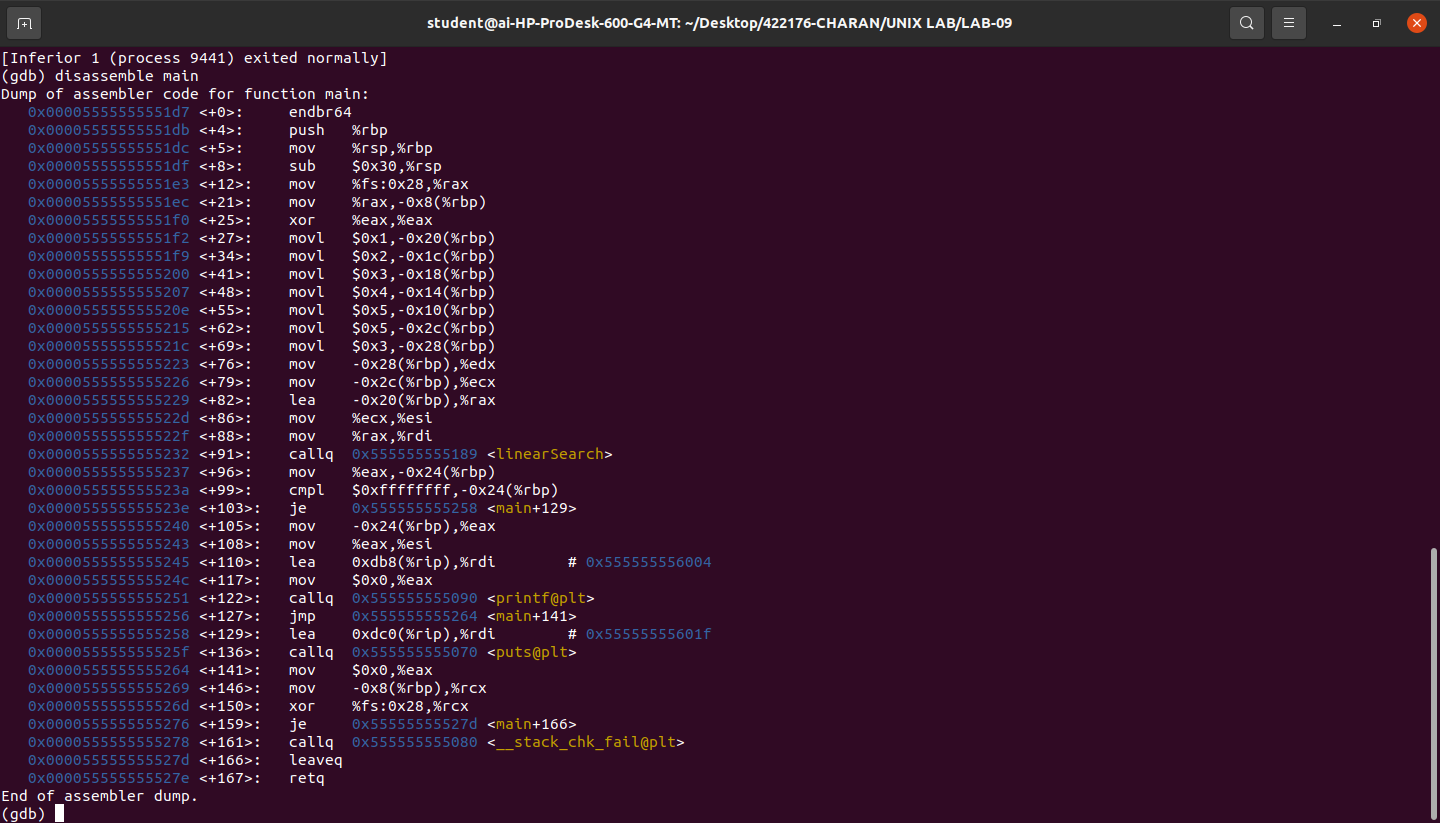 student@ai-HP-ProDesk-600-G4-MT: ~/Desktop/422176-CHARAN/UNIX LAB/LAB-09
[Inferior 1 (process 9441) exited normally]
(gdb) disassemble main
Dump of assembler code for function main:
   0x00005555555551d7 <+0>:     endbr64
   0x00005555555551db <+4>:     push   %rbp
   0x00005555555551dc <+5>:     mov    %rsp,%rbp
   0x00005555555551df <+8>:     sub    $0x30,%rsp
   0x00005555555551e3 <+12>:    mov    %fs:0x28,%rax
   0x00005555555551ec <+21>:    mov    %rax,-0x8(%rbp)
   0x00005555555551f0 <+25>:    xor    %eax,%eax
   0x00005555555551f2 <+27>:    movl   $0x1,-0x20(%rbp)
   0x00005555555551f9 <+34>:    movl   $0x2,-0x1c(%rbp)
   0x0000555555555200 <+41>:    movl   $0x3,-0x18(%rbp)
   0x0000555555555207 <+48>:    movl   $0x4,-0x14(%rbp)
   0x000055555555520e <+55>:    movl   $0x5,-0x10(%rbp)
   0x0000555555555215 <+62>:    movl   $0x5,-0x2c(%rbp)
   0x000055555555521c <+69>:    movl   $0x3,-0x28(%rbp)
   0x0000555555555223 <+76>:    mov    -0x28(%rbp),%edx
   0x0000555555555226 <+79>:    mov    -0x2c(%rbp),%ecx
   0x0000555555555229 <+82>:    lea    -0x20(%rbp),%rax
   0x000055555555522d <+86>:    mov    %ecx,%esi
   0x000055555555522f <+88>:    mov    %rax,%rdi
   0x0000555555555232 <+91>:    callq  0x555555555189 <linearSearch>
   0x0000555555555237 <+96>:    mov    %eax,-0x24(%rbp)
   0x000055555555523a <+99>:    cmpl   $0xffffffff,-0x24(%rbp)
   0x000055555555523e <+103>:   je     0x555555555258 <main+129>
   0x0000555555555240 <+105>:   mov    -0x24(%rbp),%eax
   0x0000555555555243 <+108>:   mov    %eax,%esi
   0x0000555555555245 <+110>:   lea    0xdb8(%rip),%rdi        # 0x555555556004
   0x000055555555524c <+117>:   mov    $0x0,%eax
   0x0000555555555251 <+122>:   callq  0x555555555090 <printf@plt>
   0x0000555555555256 <+127>:   jmp    0x555555555264 <main+141>
   0x0000555555555258 <+129>:   lea    0xdc0(%rip),%rdi        # 0x55555555601f
   0x000055555555525f <+136>:   callq  0x555555555070 <puts@plt>
   0x0000555555555264 <+141>:   mov    $0x0,%eax
   0x0000555555555269 <+146>:   mov    -0x8(%rbp),%rcx
   0x000055555555526d <+150>:   xor    %fs:0x28,%rcx
   0x0000555555555276 <+159>:   je     0x55555555527d <main+166>
   0x0000555555555278 <+161>:   callq  0x555555555080 <__stack_chk_fail@plt>
   0x000055555555527d <+166>:   leaveq
   0x000055555555527e <+167>:   retq
End of assembler dump.
(gdb)